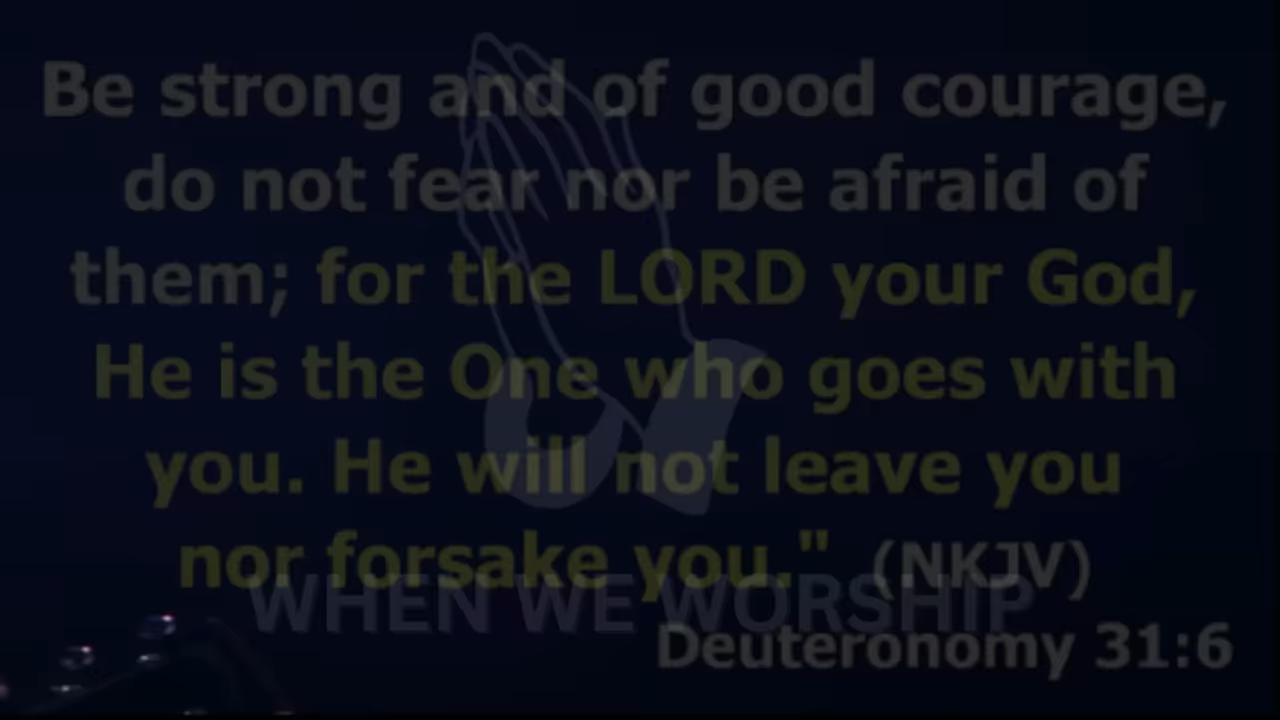 Be strong and of good courage,
do not fear nor be afraid of
them; for the LORD your God,
He is the One who goes with
you. He will not leave you
nor forsake you." (NKJV)
WHEN WE WORSHIP
Deuteronomy 31:6